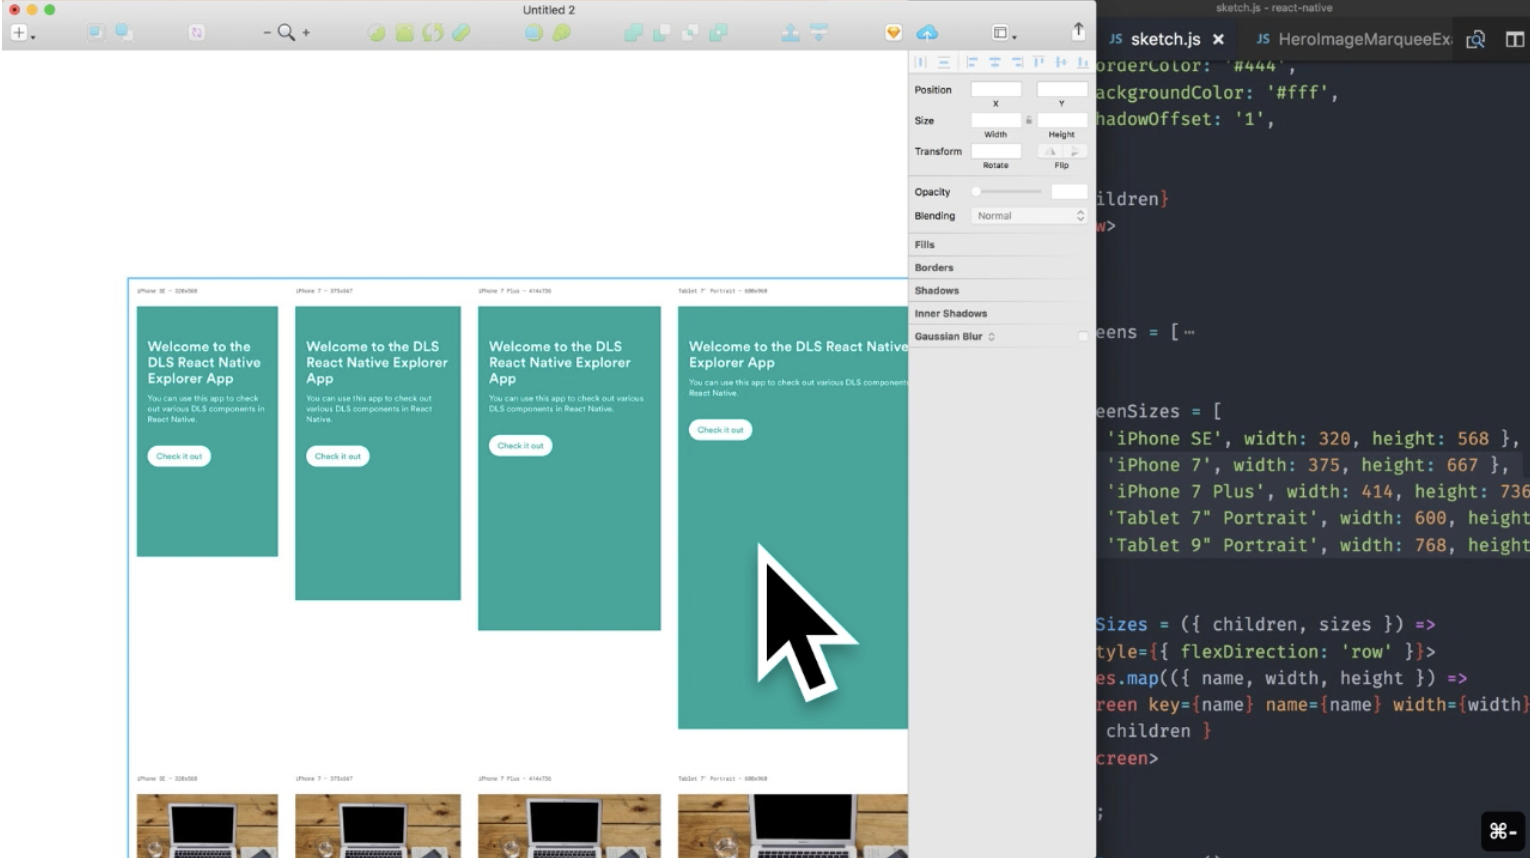 Untitled 2
Position
X
Y
Size
Width
Height
Transform
Rotate
Flip
Opacity
Blending
Normal
Fills
Borders
Shadows
Inner Shadows
Gaussian Blur
iPhone SE - 320x568
iPhone 7 - 375x667
iPhone 7 Plus - 414x736
Tablet 7" Portrait - 600x960
Welcome to the
DLS React Native
Explorer App
You can use this app to check
out various DLS components in
React Native.
Check it out
Welcome to the DLS
React Native Explorer
App
You can use this app to check out
various DLS components in React
Native.
Check it out
Welcome to the DLS
React Native Explorer
App
You can use this app to check out various
DLS components in React Native.
Check it out
Welcome to the DLS React Native
Explorer App
You can use this app to check out various DLS component
React Native.
Check it out
iPhone SE - 320x568
iPhone 7 - 375x667
iPhone 7 Plus - 414x736
Tablet 7" Portrait - 600x960
sketch.js - react-native
JS sketch.js ×
JS HeroImageMarqueeEx
orderColor: '#444',
ackgroundColor: '#fff',
hadowOffset: '1',
ildren}
w>
eens = [ ⋯
eenSizes = [
'iPhone SE', width: 320, height: 568 },
'iPhone 7', width: 375, height: 667 },
'iPhone 7 Plus', width: 414, height: 736
'Tablet 7" Portrait', width: 600, height
'Tablet 9" Portrait', width: 768, height
Sizes = ({ children, sizes }) =>
tyle={{ flexDirection: 'row' }}>
es.map(({ name, width, height }) =>
reen key={name} name={name} width={width}
children }
creen>
;
⌘-